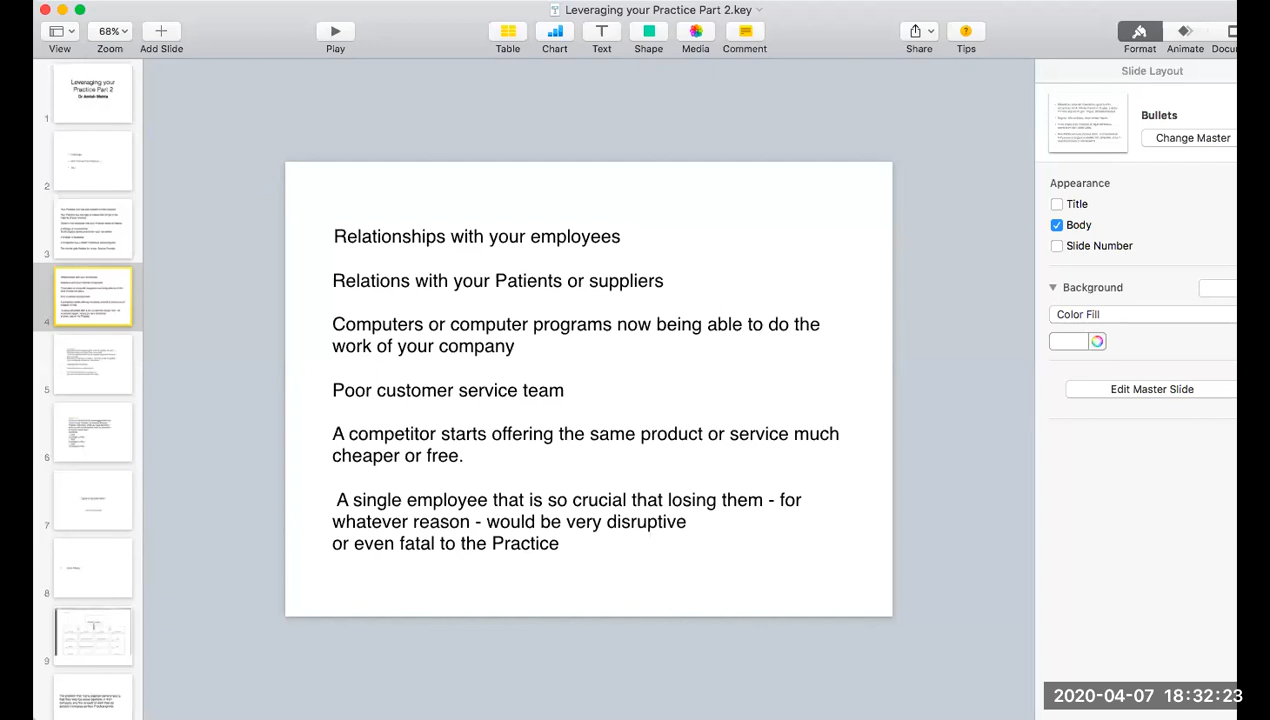 Leveraging your Practice Part 2.key
68%
View
Zoom
Add Slide
Play
Table
Chart
Text
Shape
Media
Comment
Share
Tips
Format
Animate
Docu
Leveraging your
Practice Part 2
1
2
3
4
5
6
7
8
9
Relationships with your employees
Relations with your Patients or suppliers
Computers or computer programs now being able to do the
work of your company
Poor customer service team
A competitor starts offering the same product or service much
cheaper or free.
A single employee that is so crucial that losing them - for
whatever reason - would be very disruptive
or even fatal to the Practice
Slide Layout
Bullets
Change Master
Appearance
Title
Body
Slide Number
Background
Color Fill
Edit Master Slide
2020-04-07 18:32:23